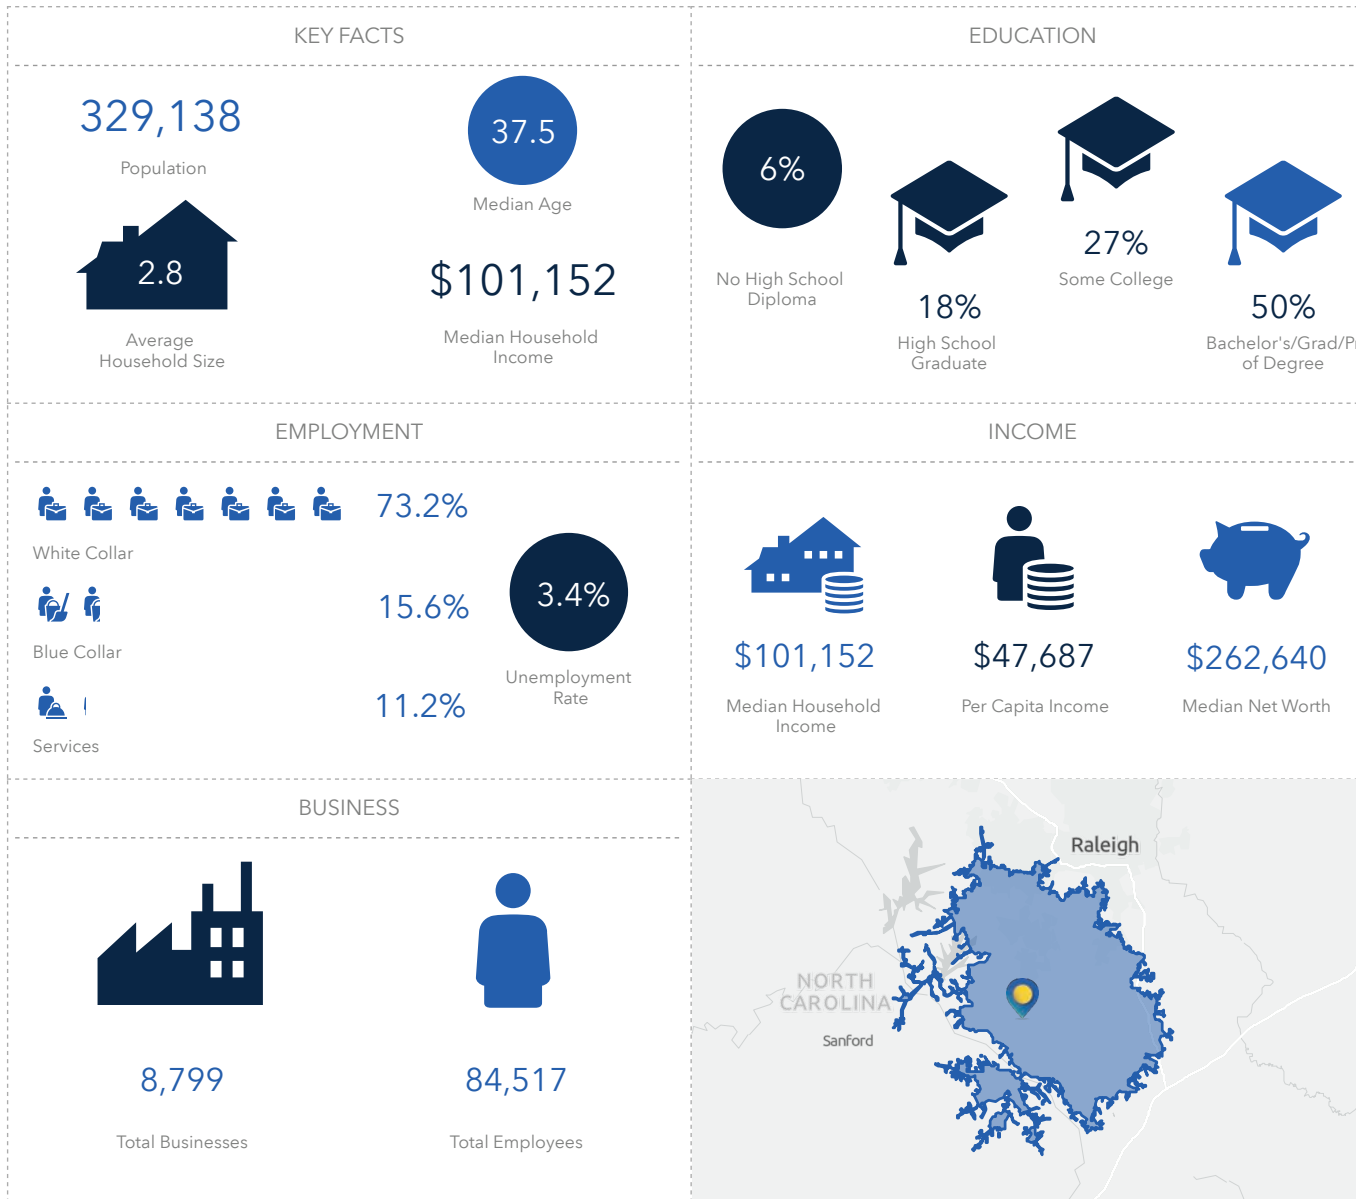 KEY FACTS
329,138
Population
37.5
Median Age
2.8
Average
Household Size
$101,152
Median Household
Income
EDUCATION
6%
No High School
Diploma
18%
High School
Graduate
27%
Some College
50%
Bachelor's/Grad/Pr
of Degree
EMPLOYMENT
73.2%
White Collar
15.6%
Blue Collar
11.2%
Services
3.4%
Unemployment
Rate
INCOME
$101,152
Median Household
Income
$47,687
Per Capita Income
$262,640
Median Net Worth
BUSINESS
8,799
Total Businesses
84,517
Total Employees
Raleigh
NORTH
CAROLINA
Sanford